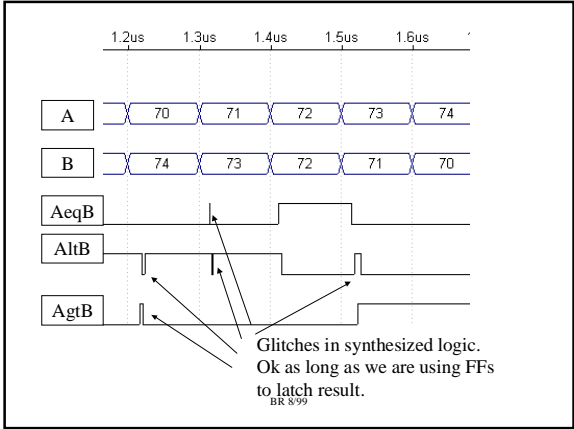 1.2us 1.3us 1.4us 1.5us 1.6us
A 70 71 72 73 74
B 74 73 72 71 70
AeqB
AltB
AgtB
Glitches in synthesized logic.
Ok as long as we are using FFs
to latch result.
BR 8/99